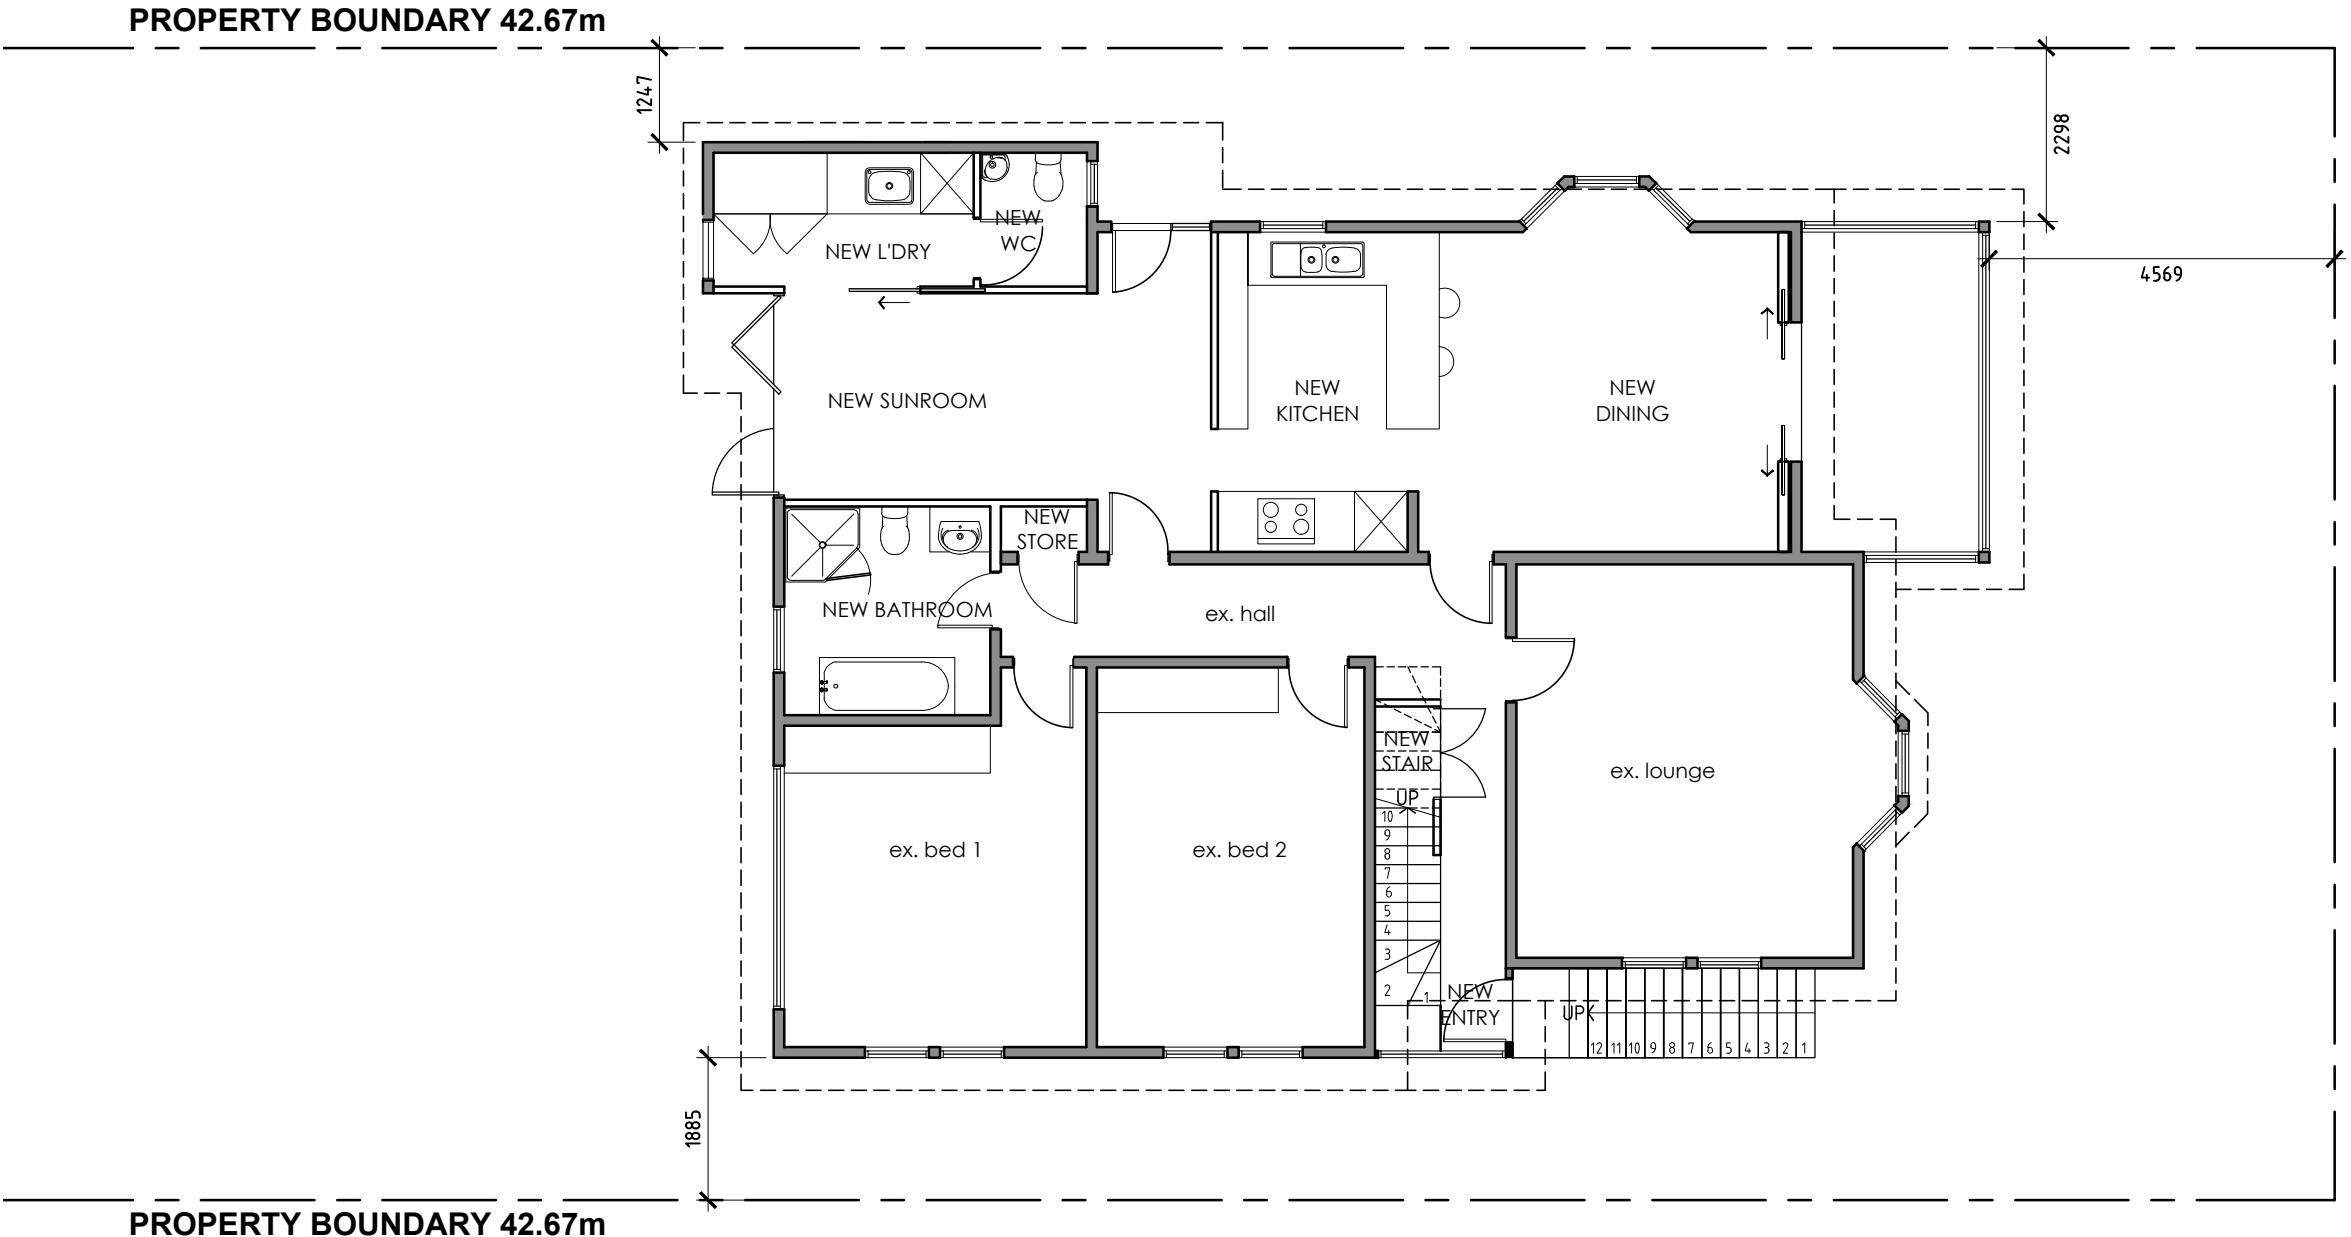 PROPERTY BOUNDARY 42.67m
1247
2298
4569
NEW
WC
NEW L'DRY
NEW SUNROOM
NEW
KITCHEN
NEW
DINING
NEW
STORE
NEW BATHROOM
ex. hall
NEW
STAIR
UP
10
9
8
7
6
5
4
3
2
1
ex. lounge
ex. bed 1
ex. bed 2
NEW
ENTRY
UP
12 11 10 9 8 7 6 5 4 3 2 1
1885
PROPERTY BOUNDARY 42.67m